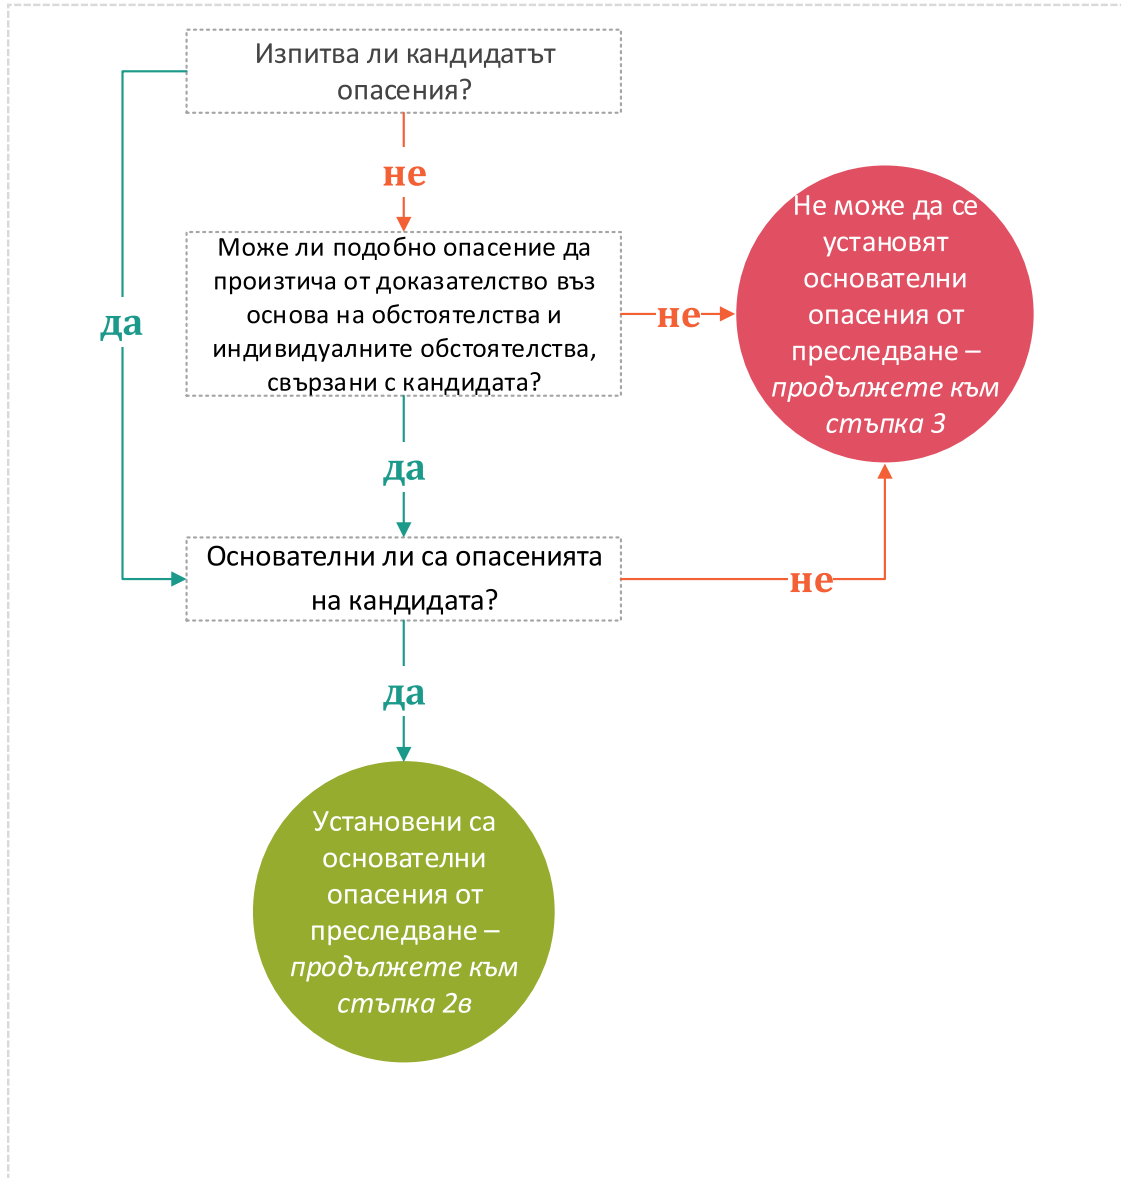 Изпитва ли кандидатът
опасения?
не
Може ли подобно опасение да
произтича от доказателство въз
основа на обстоятелства и
индивидуалните обстоятелства,
свързани с кандидата?
не
Не може да се
установят
основателни
опасения от
преследване –
продължете към
стъпка 3
да
да
Основателни ли са опасенията
на кандидата?
не
да
Установени са
основателни
опасения от
преследване –
продължете към
стъпка 2в